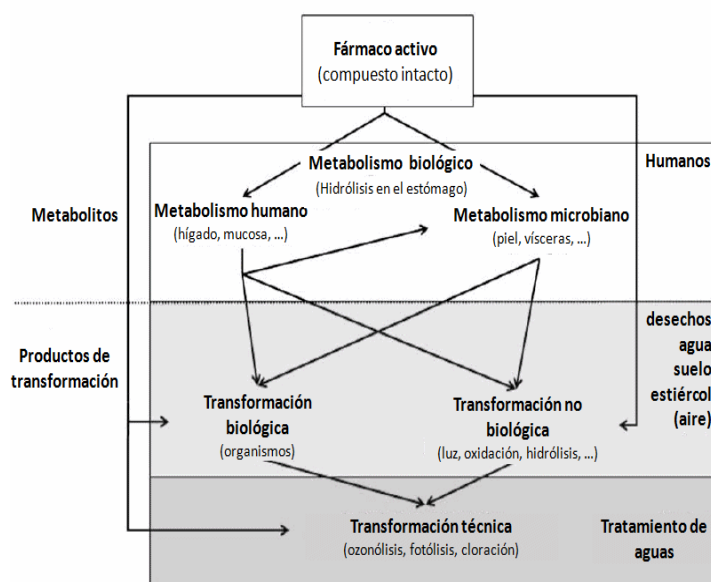 Fármaco activo
(compuesto intacto)
Metabolismo biológico
(Hidrólisis en el estómago)
Humanos
Metabolitos
Metabolismo humano
(hígado, mucosa, ...)
Metabolismo microbiano
(piel, vísceras, ...)
Productos de
transformación
desechos
agua
suelo
estiércol
(aire)
Transformación
biológica
(organismos)
Transformación no
biológica
(luz, oxidación, hidrólisis, ...)
Transformación técnica
(ozonólisis, fotólisis, cloración)
Tratamiento de
aguas